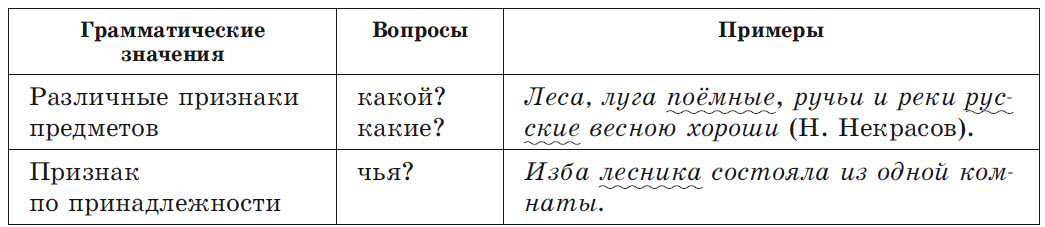 Грамматические значения
Вопросы
Примеры
Различные признаки предметов
какой?
какие?
Леса, луга поёмные, ручьи и реки рус-
ские весною хороши (Н. Некрасов).
Признак
по принадлежности
чья?
Изба лесника состояла из одной ком-
наты.